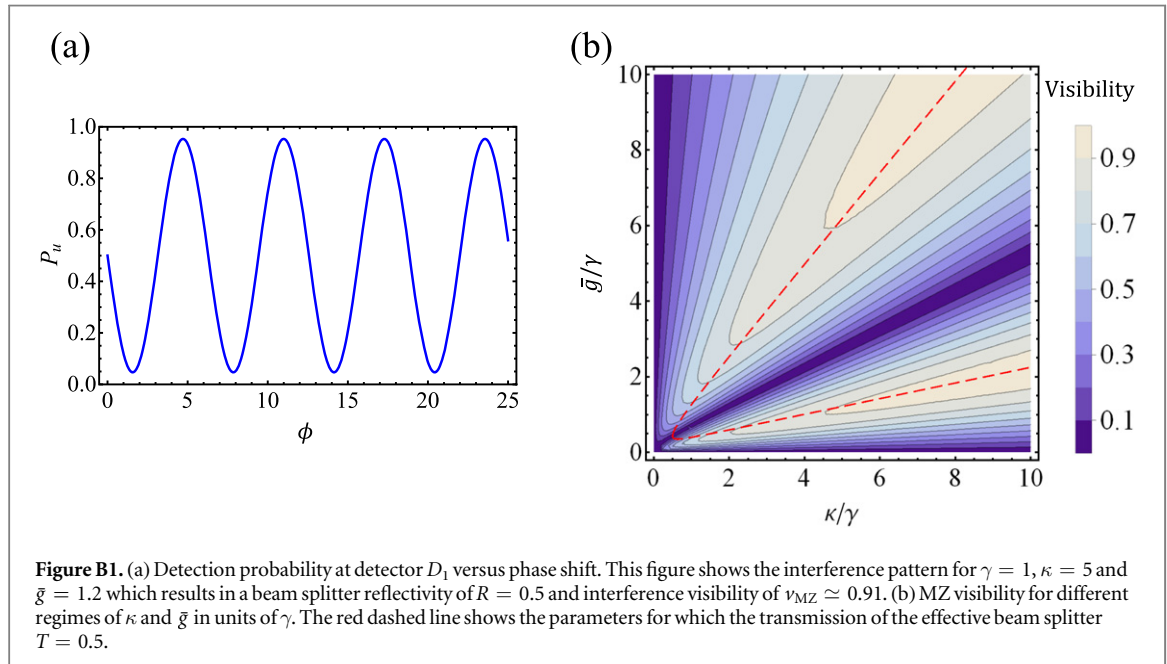 (a)
1.0
0.8
0.6
0.4
0.2
0.0
P_u
0 5 10 15 20 25
ϕ
(b)
10
8
6
4
2
0
ḡ/γ
0 2 4 6 8 10
κ/γ
Visibility
0.9
0.7
0.5
0.3
0.1
Figure B1. (a) Detection probability at detector D₁ versus phase shift. This figure shows the interference pattern for γ = 1, κ = 5 and
ḡ = 1.2 which results in a beam splitter reflectivity of R = 0.5 and interference visibility of ν_MZ ≃ 0.91. (b) MZ visibility for different
regimes of κ and ḡ in units of γ. The red dashed line shows the parameters for which the transmission of the effective beam splitter
T = 0.5.